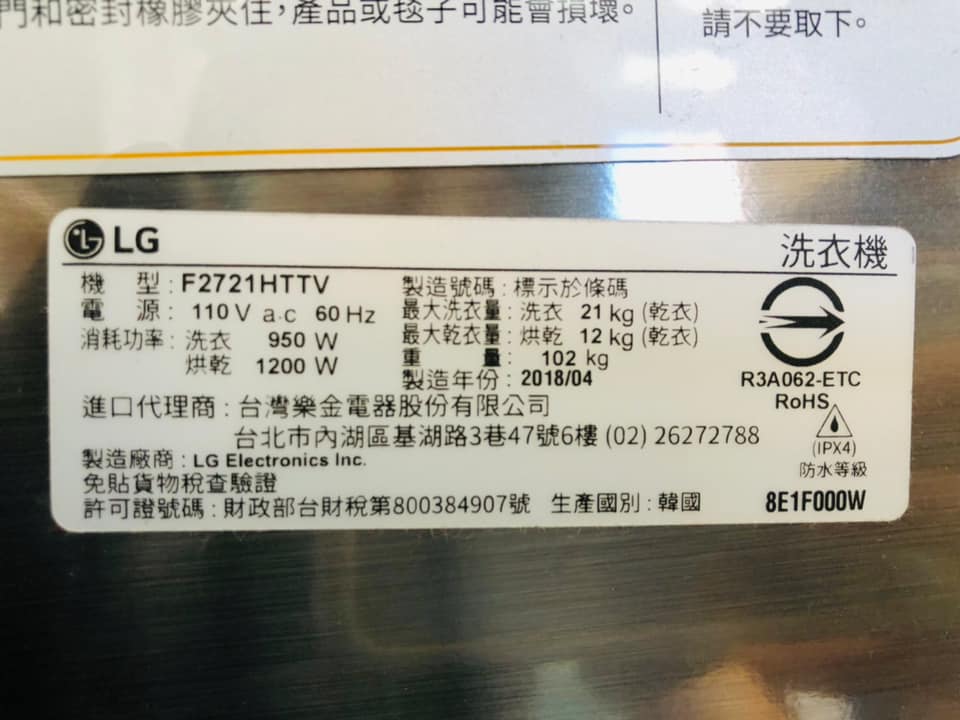 門和密封橡膠夾住,產品或毯子可能會損壞。
請不要取下。
LG
洗衣機
機 型:F2721HTTV
電 源: 110 V a.c 60 Hz
消耗功率: 洗衣 950 W
烘乾 1200 W
製造號碼:標示於條碼
最大洗衣量: 洗衣 21 kg (乾衣)
最大乾衣量: 烘乾 12 kg (乾衣)
重 量: 102 kg
製造年份: 2018/04
R3A062-ETC
RoHS
(IPX4)
防水等級
進口代理商:台灣樂金電器股份有限公司
台北市內湖區基湖路3巷47號6樓 (02) 26272788
製造廠商: LG Electronics Inc.
免貼貨物稅查驗證
許可證號碼:財政部台財稅第800384907號 生產國別:韓國
8E1F000W